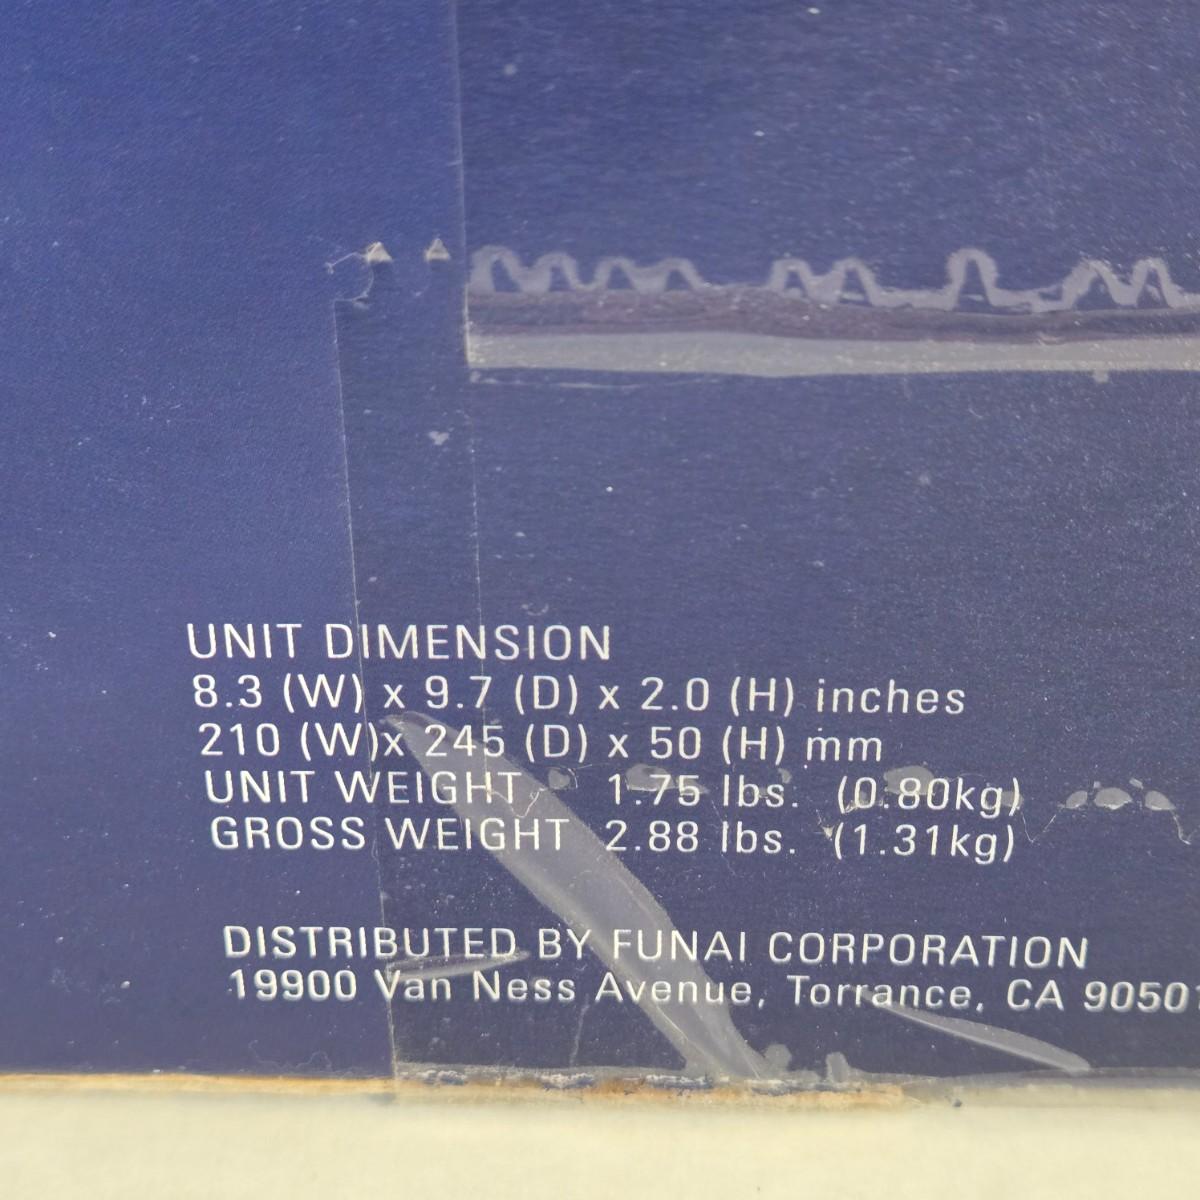 UNIT DIMENSION
8.3 (W) x 9.7 (D) x 2.0 (H) inches
210 (W)x 245 (D) x 50 (H) mm
UNIT WEIGHT 1.75 lbs. (0.80kg)
GROSS WEIGHT 2.88 lbs. (1.31kg)
DISTRIBUTED BY FUNAI CORPORATION
19900 Van Ness Avenue, Torrance, CA 90501